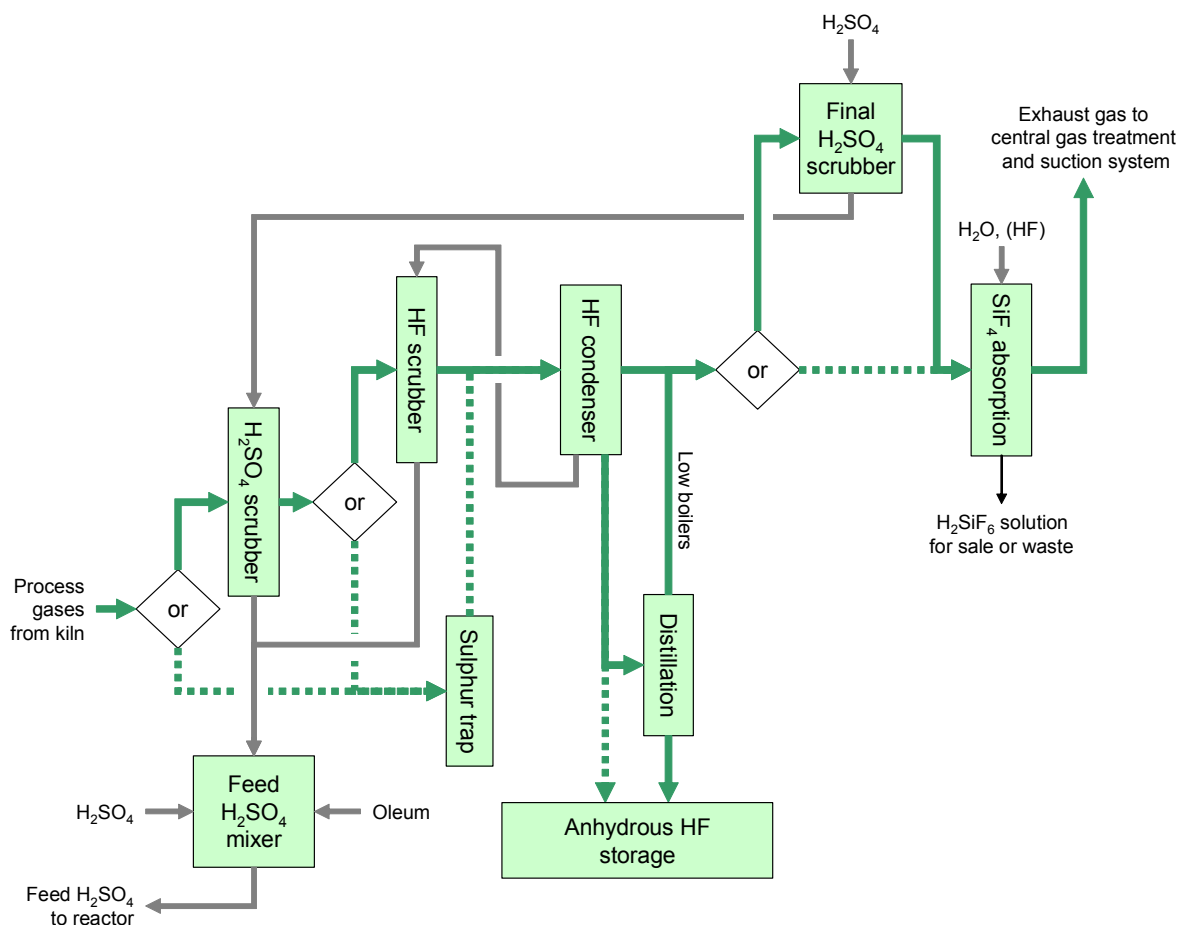 H₂SO₄
Final
H₂SO₄
scrubber
Exhaust gas to
central gas treatment
and suction system
H₂O, (HF)
HF scrubber
HF condenser
or
SiF₄ absorption
H₂SO₄ scrubber
or
Low boilers
H₂SiF₆ solution
for sale or waste
Process
gases
from kiln
or
Sulphur trap
Distillation
Feed
H₂SO₄
mixer
H₂SO₄
Oleum
Anhydrous HF
storage
Feed H₂SO₄
to reactor